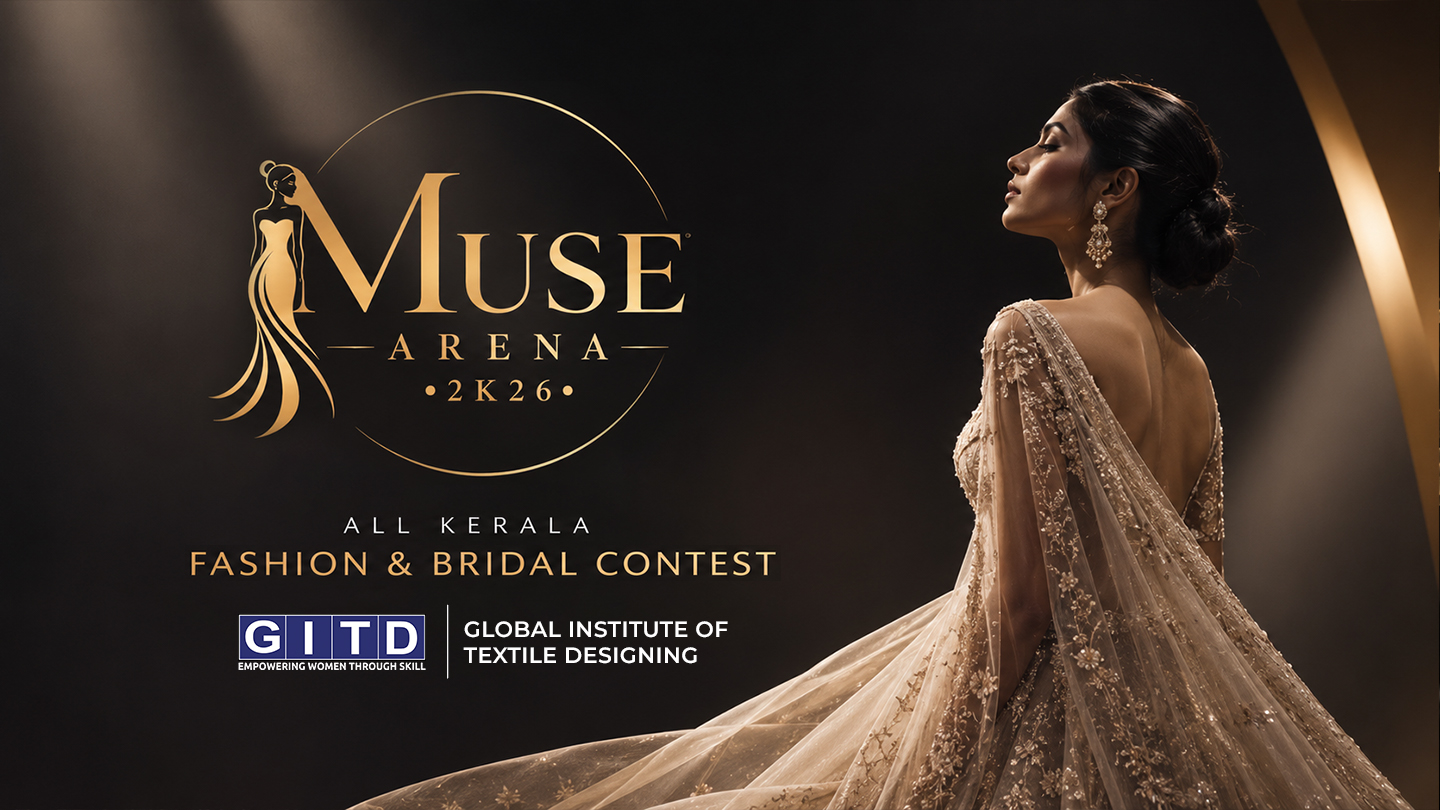 MUSE
ARENA
•2K26•
ALL KERALA
FASHION & BRIDAL CONTEST
GITD
EMPOWERING WOMEN THROUGH SKILL
GLOBAL INSTITUTE OF
TEXTILE DESIGNING